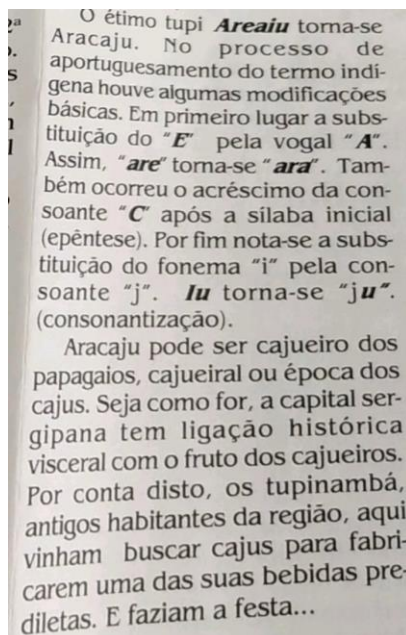 O étimo tupi Areaiu torna-se
Aracaju. No processo de
aportuguesamento do termo indí-
gena houve algumas modificações
básicas. Em primeiro lugar a subs-
tituição do "E" pela vogal "A".
Assim, "are" torna-se "ara". Tam-
bém ocorreu o acréscimo da con-
soante "C" após a sílaba inicial
(epêntese). Por fim nota-se a subs-
tituição do fonema "i" pela con-
soante "j". Iu torna-se "ju".
(consonantização).
Aracaju pode ser cajueiro dos
papagaios, cajueiral ou época dos
cajus. Seja como for, a capital ser-
gipana tem ligação histórica
visceral com o fruto dos cajueiros.
Por conta disto, os tupinambá,
antigos habitantes da região, aqui
vinham buscar cajus para fabri-
carem uma das suas bebidas pre-
diletas. E faziam a festa...